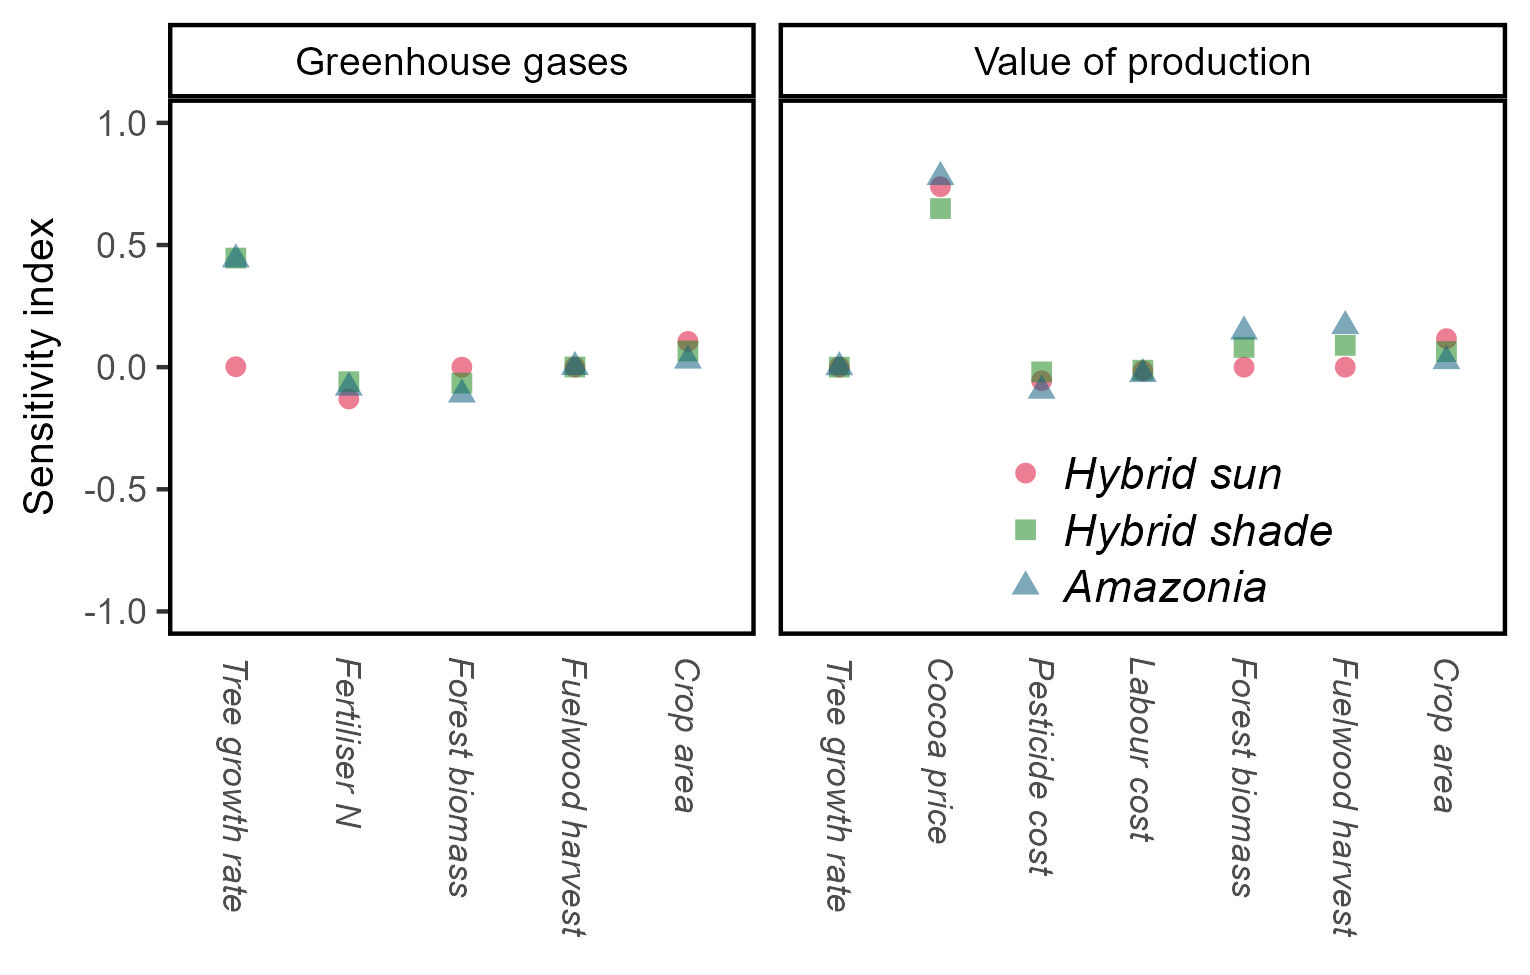 Greenhouse gases
Value of production
Sensitivity index
1.0
0.5
0.0
-0.5
-1.0
Hybrid sun
Hybrid shade
Amazonia
Tree growth rate
Fertiliser N
Forest biomass
Fuelwood harvest
Crop area
Tree growth rate
Cocoa price
Pesticide cost
Labour cost
Forest biomass
Fuelwood harvest
Crop area